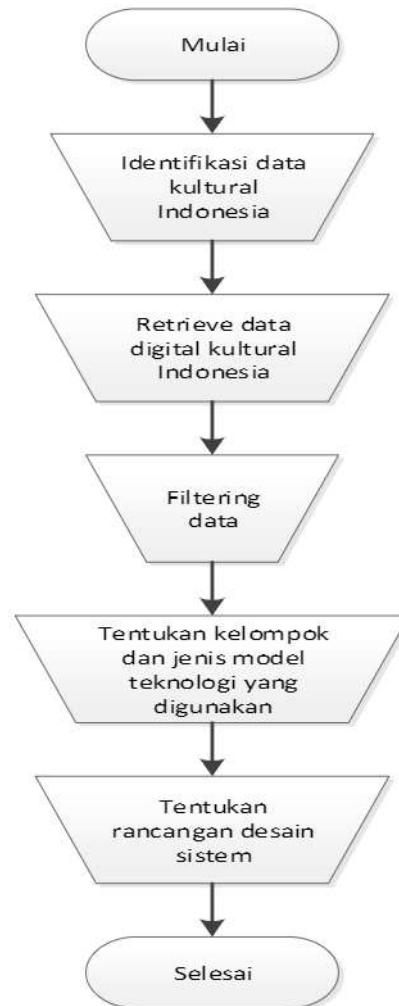 Mulai
Identifikasi data
kultural
Indonesia
Retrieve data
digital kultural
Indonesia
Filtering
data
Tentukan kelompok
dan jenis model
teknologi yang
digunakan
Tentukan
rancangan desain
sistem
Selesai